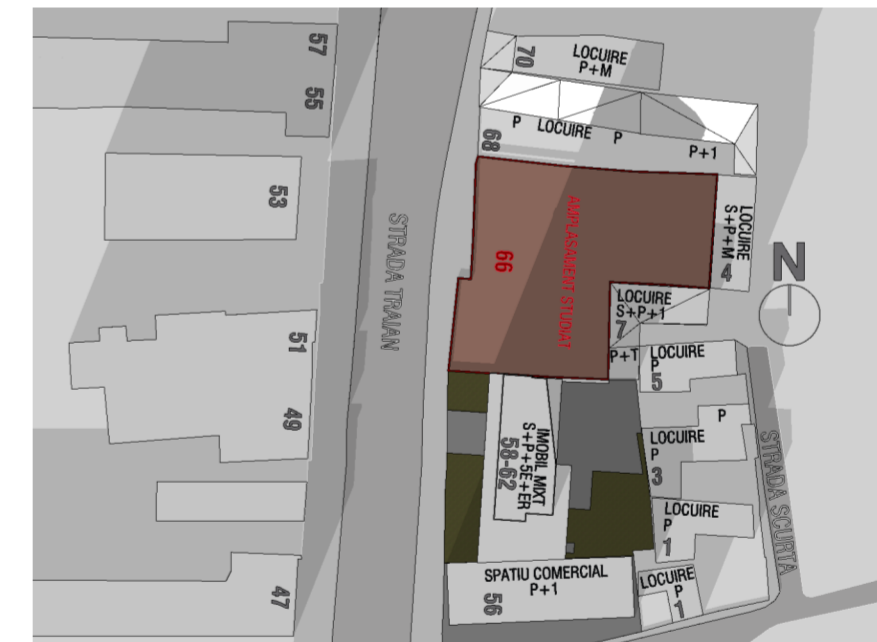 57
55
70
LOCUIRE
P+M
P LOCUIRE P
P+1
68
53
STRADA TRAIAN
66
AMPLASAMENT STUDIAT
LOCUIRE
S+P+M
4
N
LOCUIRE
S+P+1
7
P+T
LOCUIRE
P
5
51
49
IMOBIL MIXT
S+P+5E+ER
58-62
P
LOCUIRE
P
3
STRADA SCURTA
LOCUIRE
P
1
47
SPATIU COMERCIAL
P+1
56
LOCUIRE
P
1